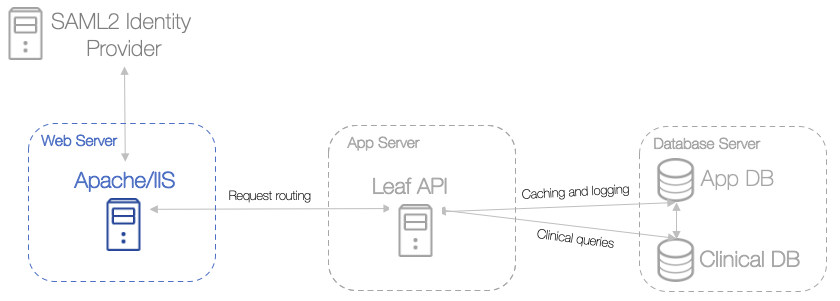 SAML2 Identity
Provider
Web Server
Apache/IIS
Request routing
App Server
Leaf API
Caching and logging
Clinical queries
Database Server
App DB
Clinical DB